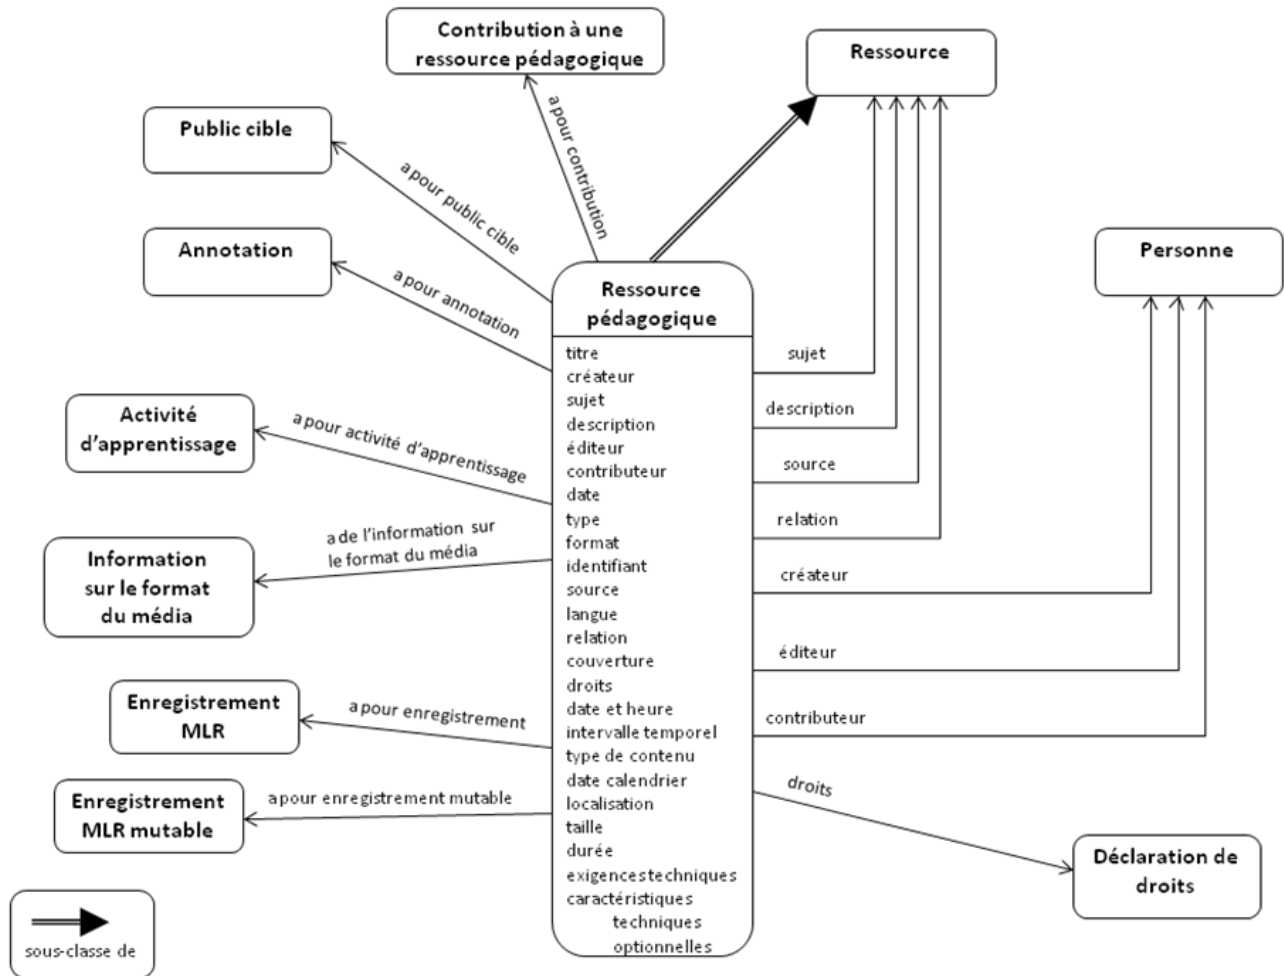 Contribution à une
ressource pédagogique
Ressource
Public cible
a pour contribution
a pour public cible
Annotation
Personne
a pour annotation
Ressource
pédagogique
titre
créateur
sujet
description
éditeur
contributeur
date
type
format
identifiant
source
langue
relation
couverture
droits
date et heure
intervalle temporel
type de contenu
date calendrier
localisation
taille
durée
exigences techniques
caractéristiques
techniques
optionnelles
sujet
description
source
relation
créateur
éditeur
contributeur
droits
Activité
d'apprentissage
a pour activité d'apprentissage
a de l'information sur
le format du média
Information
sur le format
du média
Enregistrement
MLR
a pour enregistrement
Enregistrement
MLR mutable
a pour enregistrement mutable
Déclaration de
droits
sous-classe de